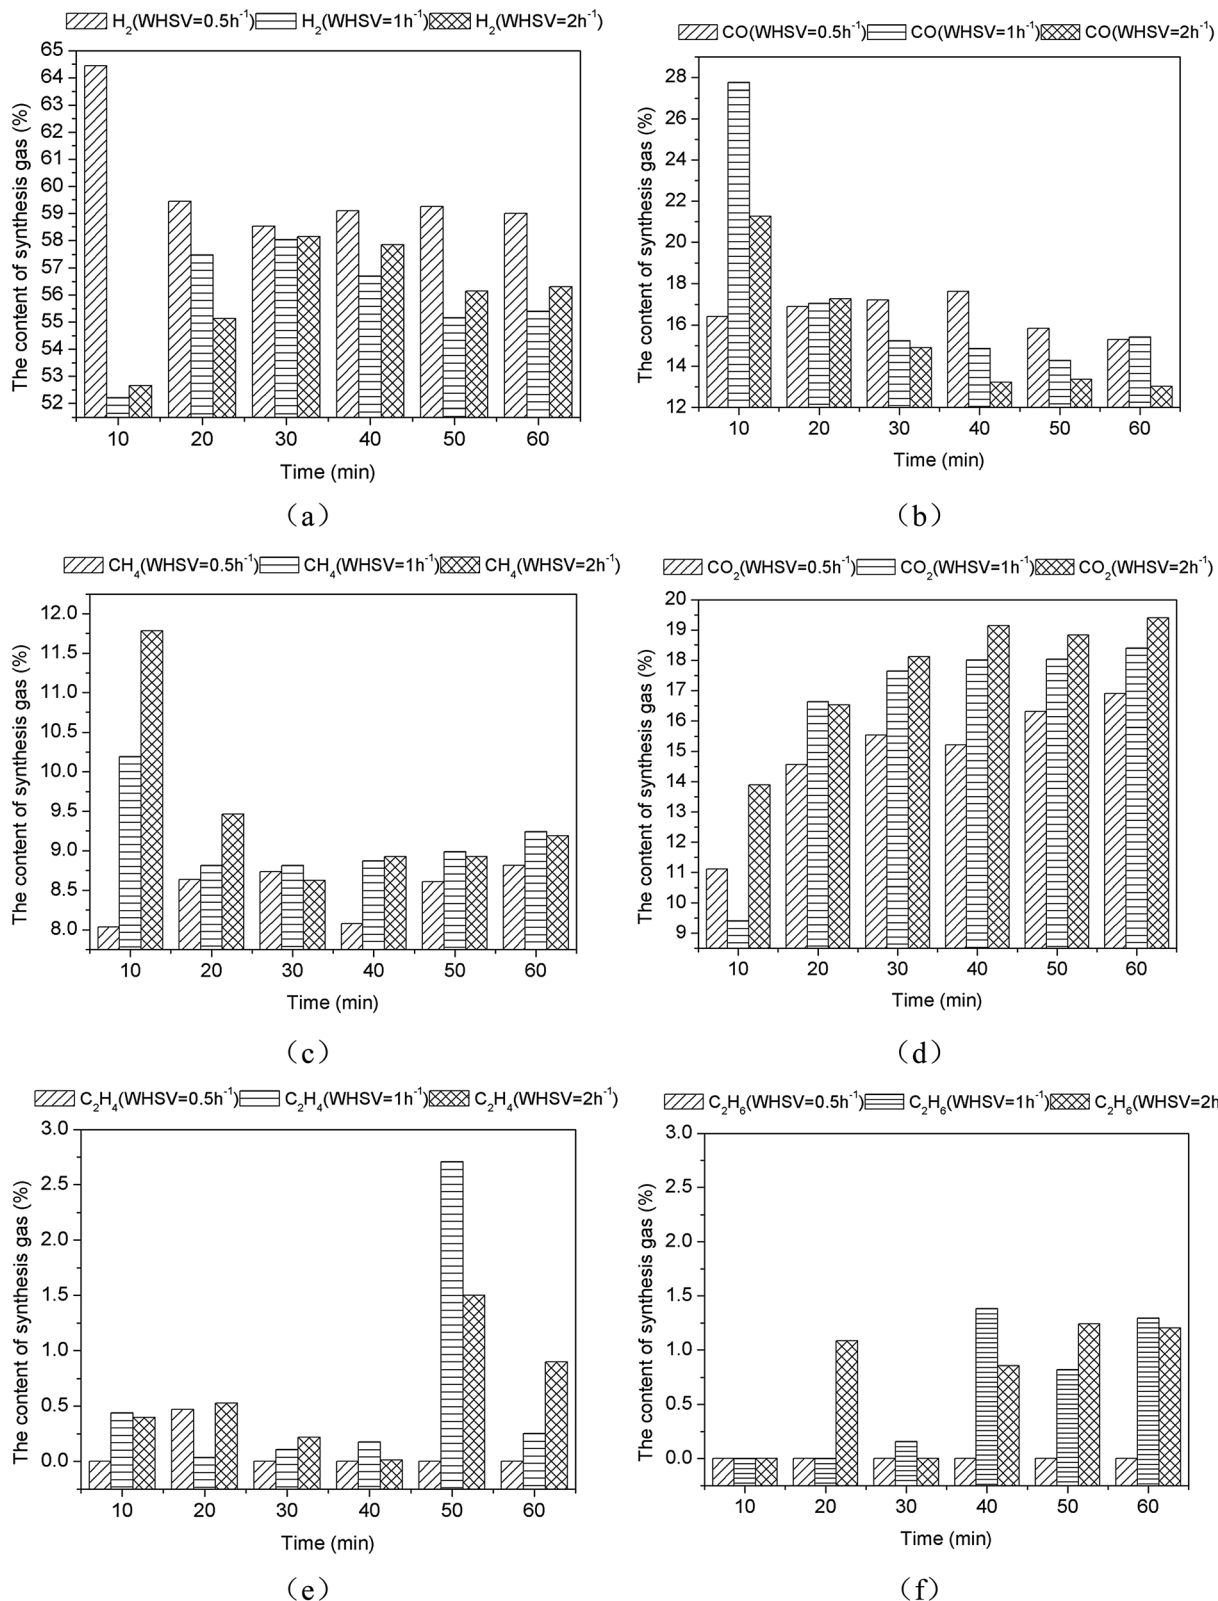 H₂(WHSV=0.5h⁻¹) H₂(WHSV=1h⁻¹) H₂(WHSV=2h⁻¹)
65
64
63
62
61
60
59
58
57
56
55
54
53
52
The content of synthesis gas (%)
10 20 30 40 50 60
Time (min)
（a）
CO(WHSV=0.5h⁻¹) CO(WHSV=1h⁻¹) CO(WHSV=2h⁻¹)
28
26
24
22
20
18
16
14
12
The content of synthesis gas (%)
10 20 30 40 50 60
Time (min)
（b）
CH₄(WHSV=0.5h⁻¹) CH₄(WHSV=1h⁻¹) CH₄(WHSV=2h⁻¹)
12.0
11.5
11.0
10.5
10.0
9.5
9.0
8.5
8.0
The content of synthesis gas (%)
10 20 30 40 50 60
Time (min)
（c）
CO₂(WHSV=0.5h⁻¹) CO₂(WHSV=1h⁻¹) CO₂(WHSV=2h⁻¹)
20
19
18
17
16
15
14
13
12
11
10
9
The content of synthesis gas (%)
10 20 30 40 50 60
Time (min)
（d）
C₂H₄(WHSV=0.5h⁻¹) C₂H₄(WHSV=1h⁻¹) C₂H₄(WHSV=2h⁻¹)
3.0
2.5
2.0
1.5
1.0
0.5
0.0
The content of synthesis gas (%)
10 20 30 40 50 60
Time (min)
（e）
C₂H₆(WHSV=0.5h⁻¹) C₂H₆(WHSV=1h⁻¹) C₂H₆(WHSV=2h
3.0
2.5
2.0
1.5
1.0
0.5
0.0
The content of synthesis gas (%)
10 20 30 40 50 60
Time (min)
（f）